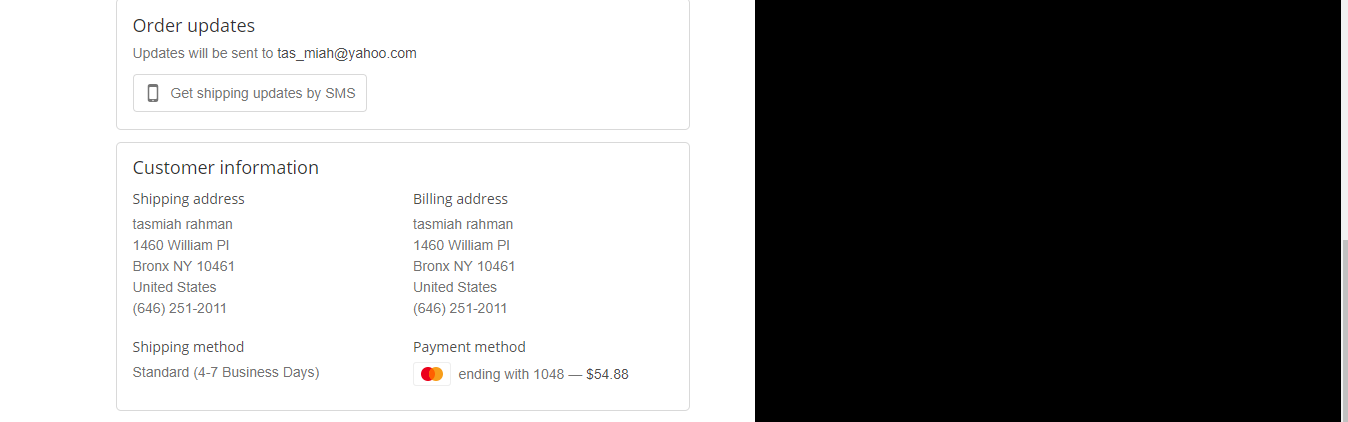 Order updates
Updates will be sent to tas_miah@yahoo.com
Get shipping updates by SMS
Customer information
Shipping address
tasmiah rahman
1460 William Pl
Bronx NY 10461
United States
(646) 251-2011
Billing address
tasmiah rahman
1460 William Pl
Bronx NY 10461
United States
(646) 251-2011
Shipping method
Standard (4-7 Business Days)
Payment method
ending with 1048 — $54.88